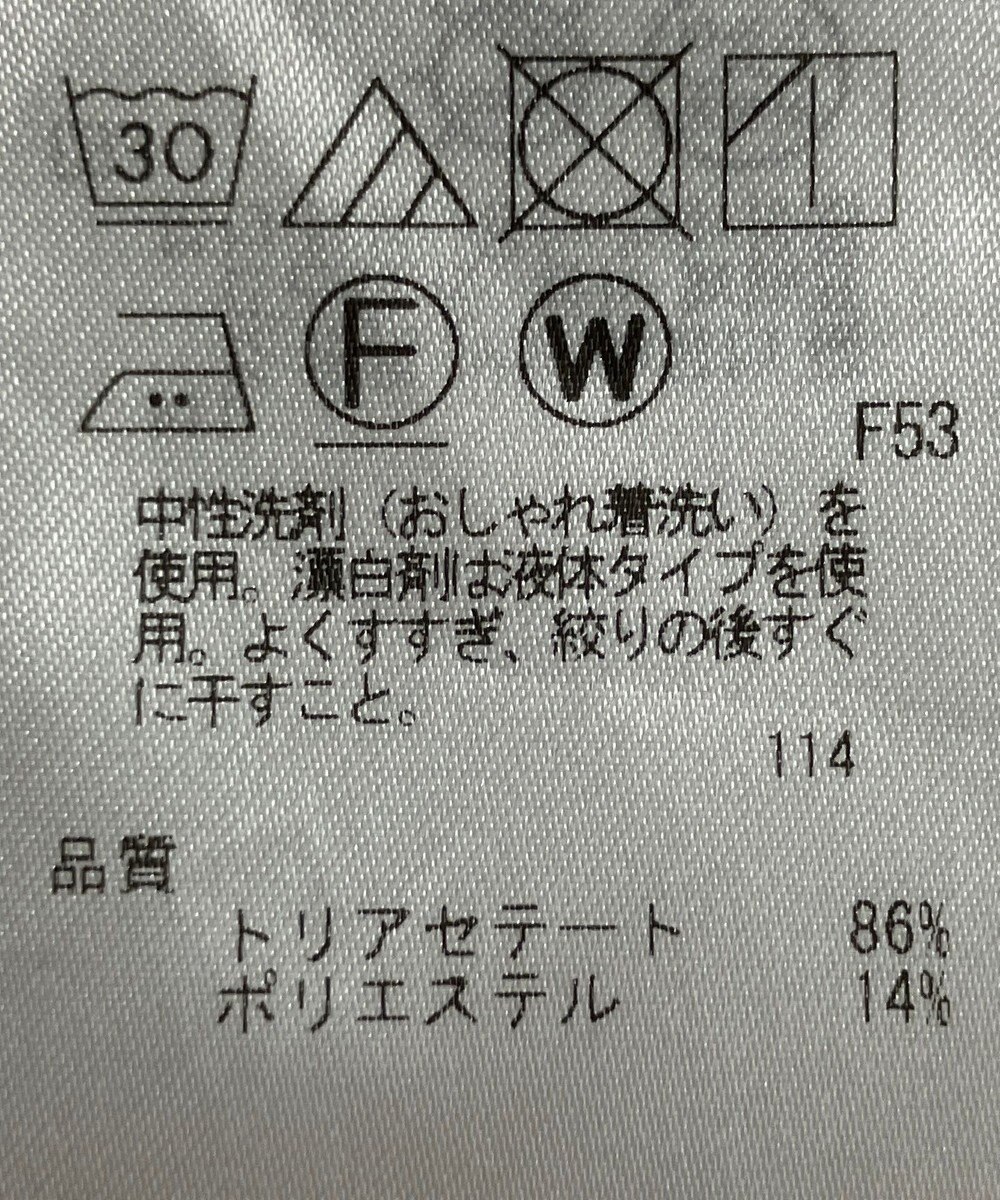 30
F W
F53
中性洗剤（おしゃれ着洗い）を
使用。漂白剤は液体タイプを使
用。よくすすぎ、絞りの後すぐ
に干すこと。
114
品質
トリアセテート 86%
ポリエステル 14%